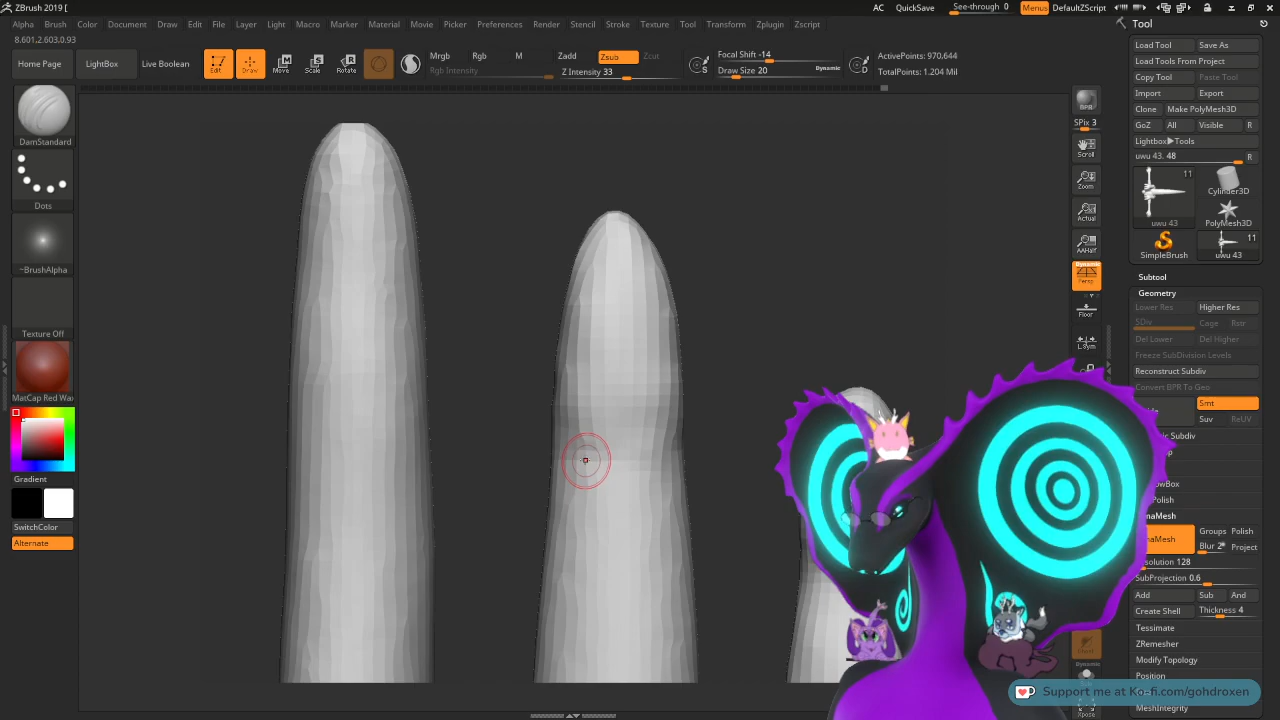 ZBrush 2019 [
AC QuickSave See-through 0 Menus DefaultZScript
Alpha Brush Color Document Draw Edit File Layer Light Macro Marker Material Movie Picker Preferences Render Stencil Stroke Texture Tool Transform Zplugin Zscript
8.601,2.603,0.93
Home Page LightBox Live Boolean Edit Draw Move Scale Rotate
Mrgb Rgb M
Rgb Intensity
Zadd Zsub Zcut
Z Intensity 33
Focal Shift -14
Draw Size 20 Dynamic
S
D
ActivePoints: 970,644
TotalPoints: 1.204 Mil
DamStandard
Dots
~BrushAlpha
Texture Off
MatCap Red Wax
Gradient
SwitchColor
Alternate
BPR
SPix 3
Scroll
Zoom
Actual
AAHalf
Dynamic
Persp
Floor
L.Sym
Dynamic
Xpose
Tool
Load Tool Save As
Load Tools From Project
Copy Tool Paste Tool
Import Export
Clone Make PolyMesh3D
GoZ All Visible R
Lightbox▶Tools
uwu 43. 48 R
11
Cylinder3D
uwu 43 PolyMesh3D
11
SimpleBrush uwu 43
Subtool
Geometry
Lower Res Higher Res
SDiv Cage Rstr
Del Lower Del Higher
Freeze SubDivision Levels
Reconstruct Subdiv
Convert BPR To Geo
Smt
Suv ReUV
Groups Polish
Blur 2 Project
Resolution 128
SubProjection 0.6
Add Sub And
Create Shell Thickness 4
Tessimate
ZRemesher
Modify Topology
Position
MeshIntegrity
Support me at Ko-fi.com/gohdroxen